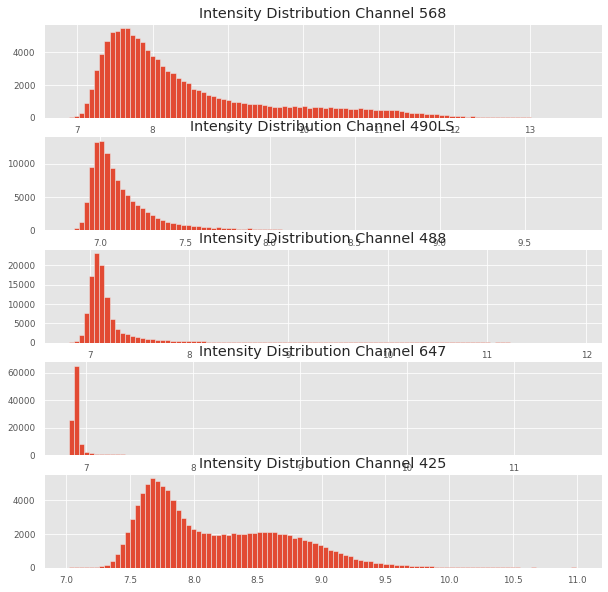 Intensity Distribution Channel 568
4000
2000
0
7 8 9 10 11 12 13
Intensity Distribution Channel 490LS
10000
5000
0
7.0 7.5 8.0 8.5 9.0 9.5
Intensity Distribution Channel 488
20000
15000
10000
5000
0
7 8 9 10 11 12
Intensity Distribution Channel 647
60000
40000
20000
0
7 8 9 10 11
Intensity Distribution Channel 425
4000
2000
0
7.0 7.5 8.0 8.5 9.0 9.5 10.0 10.5 11.0